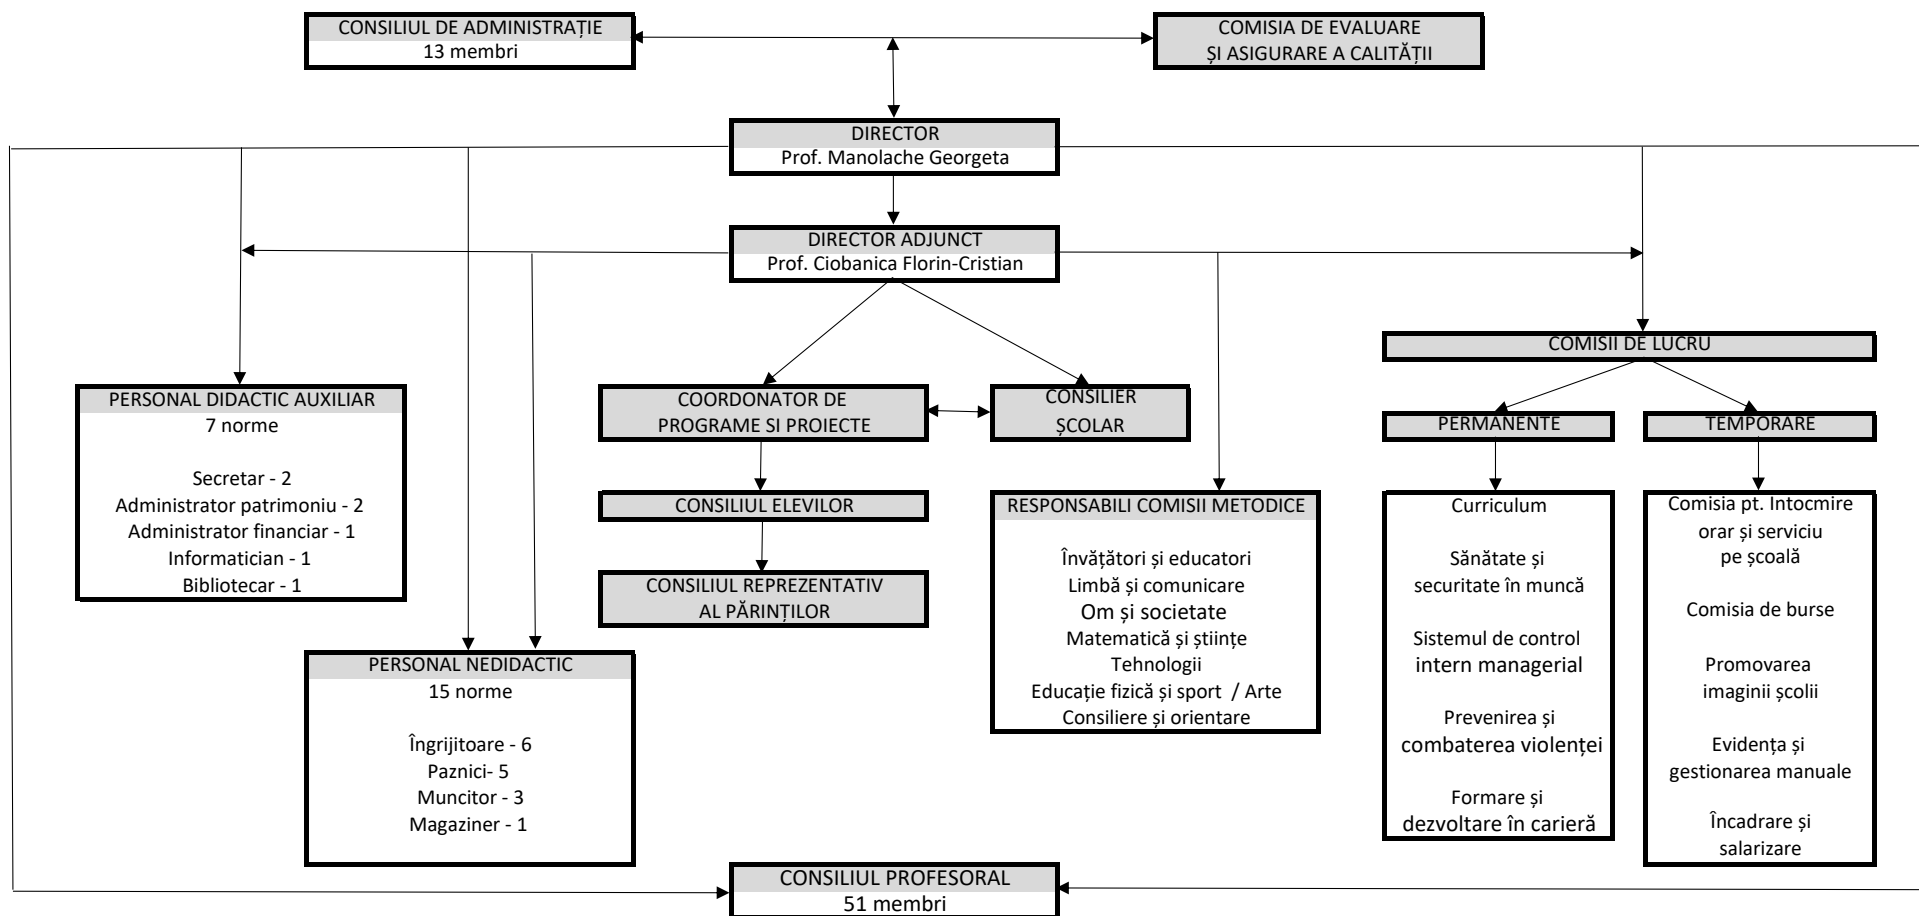 CONSILIUL DE ADMINISTRAȚIE
13 membri
COMISIA DE EVALUARE
ȘI ASIGURARE A CALITĂȚII
DIRECTOR
Prof. Manolache Georgeta
DIRECTOR ADJUNCT
Prof. Ciobanica Florin-Cristian
PERSONAL DIDACTIC AUXILIAR
7 norme
Secretar - 2
Administrator patrimoniu - 2
Administrator financiar - 1
Informatician - 1
Bibliotecar - 1
PERSONAL NEDIDACTIC
15 norme
Îngrijitoare - 6
Paznici- 5
Muncitor - 3
Magaziner - 1
COORDONATOR DE
PROGRAME SI PROIECTE
CONSILIER
ȘCOLAR
CONSILIUL ELEVILOR
CONSILIUL REPREZENTATIV
AL PĂRINȚILOR
RESPONSABILI COMISII METODICE
Învățători și educatori
Limbă și comunicare
Om și societate
Matematică și științe
Tehnologii
Educație fizică și sport / Arte
Consiliere și orientare
COMISII DE LUCRU
PERMANENTE
Curriculum
Sănătate și
securitate în muncă
Sistemul de control
intern managerial
Prevenirea și
combaterea violenței
Formare și
dezvoltare în carieră
TEMPORARE
Comisia pt. Intocmire
orar și serviciu
pe școală
Comisia de burse
Promovarea
imaginii școlii
Evidența și
gestionarea manuale
Încadrare și
salarizare
CONSILIUL PROFESORAL
51 membri